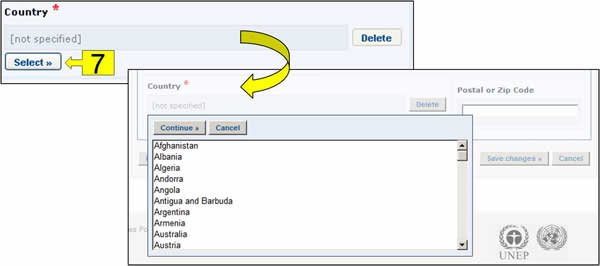 Country *
[not specified]
Delete
Select »
7
Country *
[not specified]
Delete
Postal or Zip Code
Continue »
Cancel
Afghanistan
Albania
Algeria
Andorra
Angola
Antigua and Barbuda
Argentina
Armenia
Australia
Austria
Save changes »
Cancel
UNEP